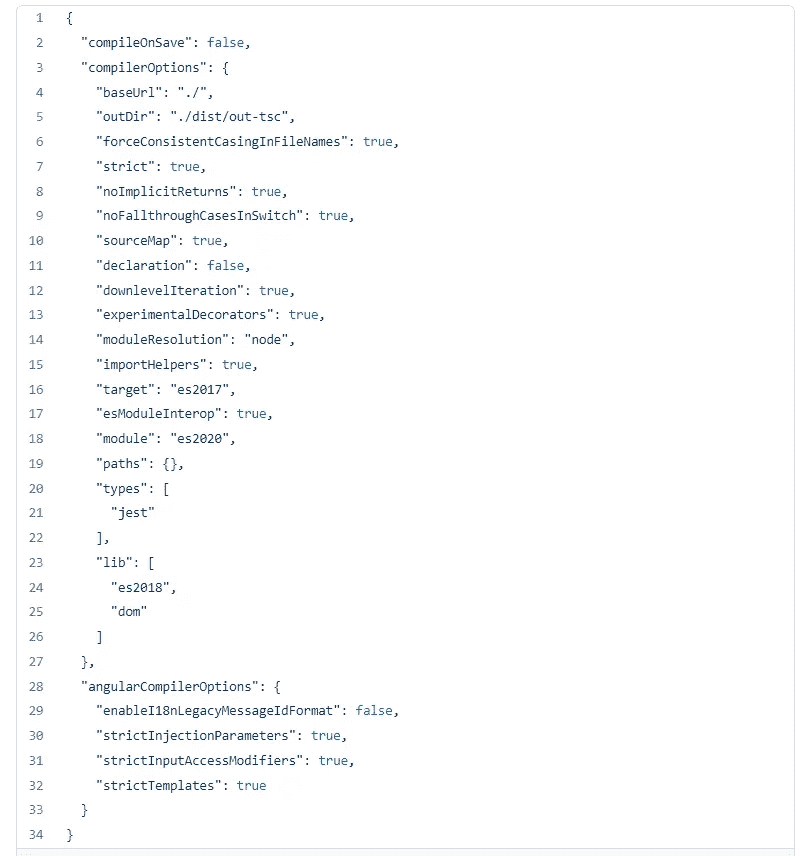 1 {
2   "compileOnSave": false,
3   "compilerOptions": {
4     "baseUrl": "./",
5     "outDir": "./dist/out-tsc",
6     "forceConsistentCasingInFileNames": true,
7     "strict": true,
8     "noImplicitReturns": true,
9     "noFallthroughCasesInSwitch": true,
10     "sourceMap": true,
11     "declaration": false,
12     "downlevelIteration": true,
13     "experimentalDecorators": true,
14     "moduleResolution": "node",
15     "importHelpers": true,
16     "target": "es2017",
17     "esModuleInterop": true,
18     "module": "es2020",
19     "paths": {},
20     "types": [
21       "jest"
22     ],
23     "lib": [
24       "es2018",
25       "dom"
26     ]
27   },
28   "angularCompilerOptions": {
29     "enableI18nLegacyMessageIdFormat": false,
30     "strictInjectionParameters": true,
31     "strictInputAccessModifiers": true,
32     "strictTemplates": true
33   }
34 }